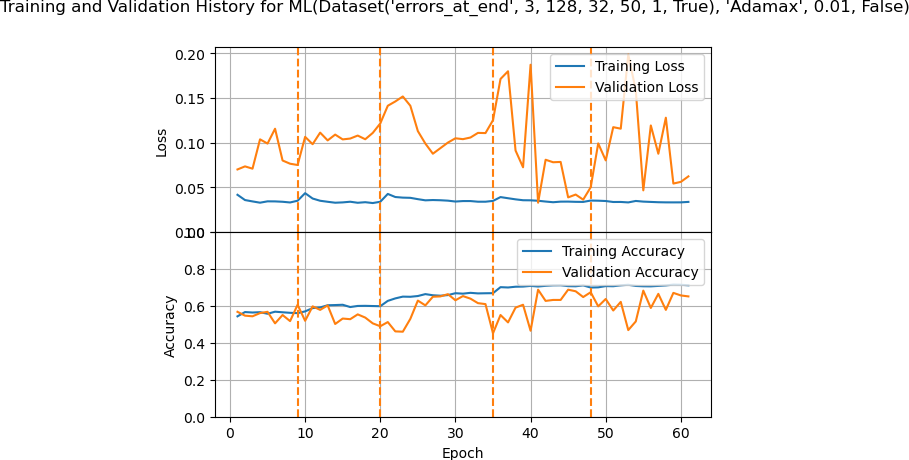 Training and Validation History for ML(Dataset('errors_at_end', 3, 128, 32, 50, 1, True), 'Adamax', 0.01, False)
0.20
0.15
0.10
0.05
0.00
Loss
Training Loss
Validation Loss
1.0
0.8
0.6
0.4
0.2
0.0
Accuracy
Training Accuracy
Validation Accuracy
0 10 20 30 40 50 60
Epoch